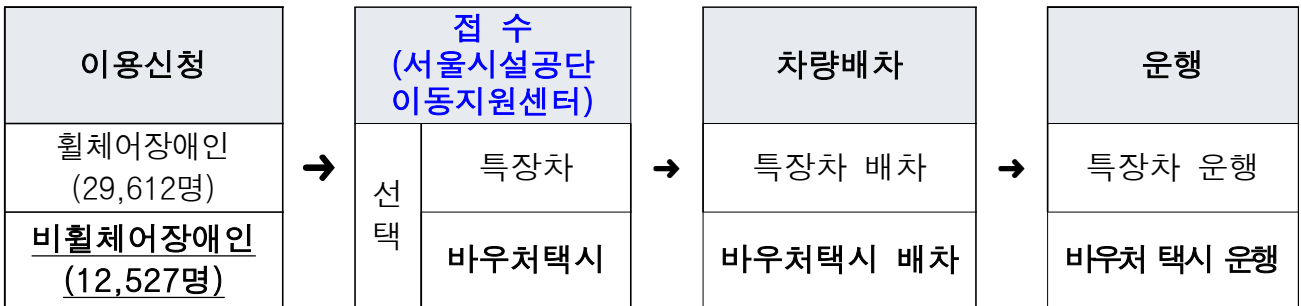 이용신청
휠체어장애인
(29,612명)
비휠체어장애인
(12,527명)
➜
접 수
(서울시설공단
이동지원센터)
선
택
특장차
바우처택시
➜
차량배차
특장차 배차
바우처택시 배차
➜
운행
특장차 운행
바우처 택시 운행